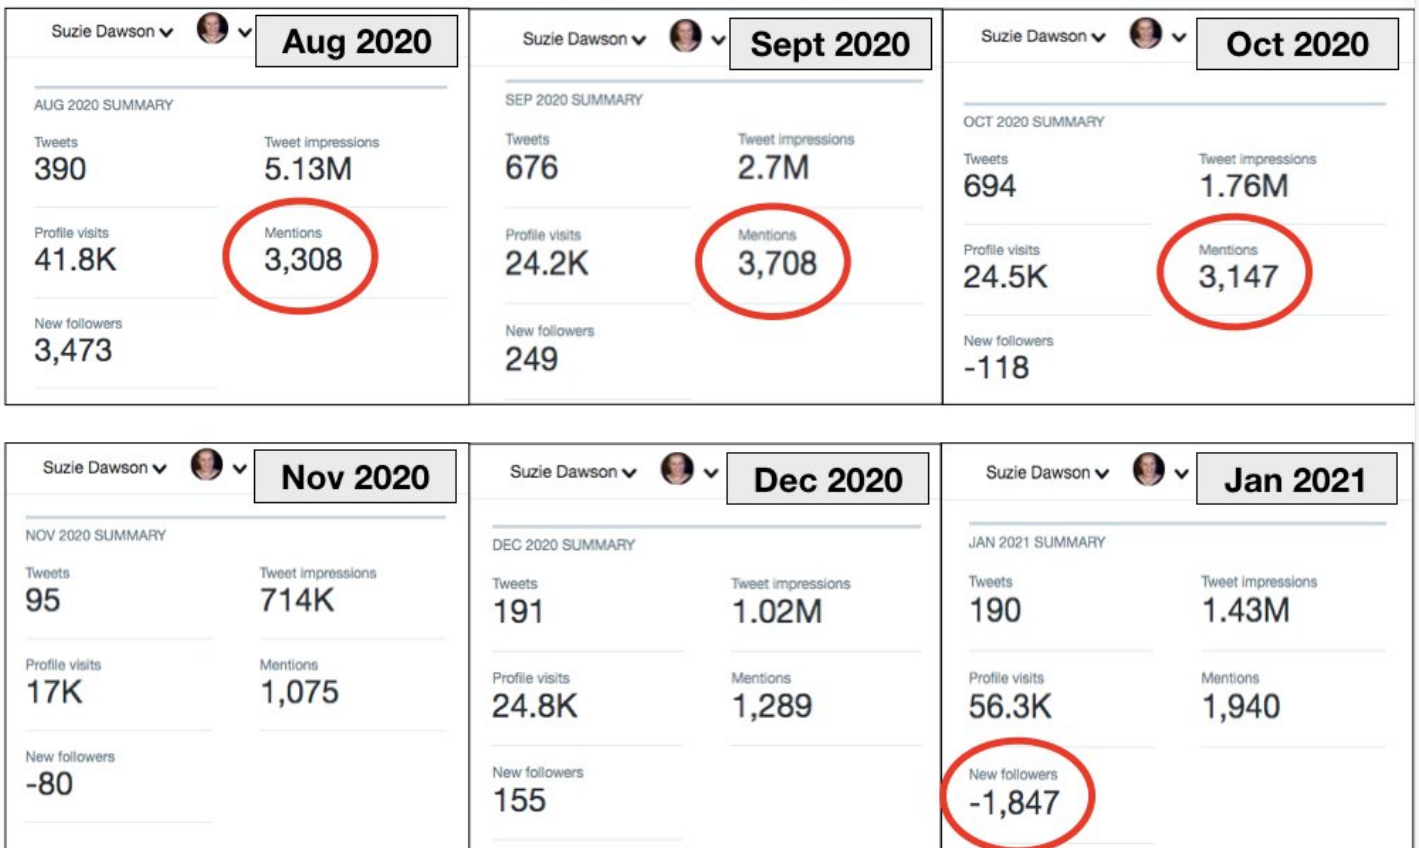 Suzie Dawson
Aug 2020
AUG 2020 SUMMARY
Tweets Tweet impressions
390 5.13M
Profile visits Mentions
41.8K 3,308
New followers
3,473
Suzie Dawson
Sept 2020
SEP 2020 SUMMARY
Tweets Tweet impressions
676 2.7M
Profile visits Mentions
24.2K 3,708
New followers
249
Suzie Dawson
Oct 2020
OCT 2020 SUMMARY
Tweets Tweet impressions
694 1.76M
Profile visits Mentions
24.5K 3,147
New followers
-118
Suzie Dawson
Nov 2020
NOV 2020 SUMMARY
Tweets Tweet impressions
95 714K
Profile visits Mentions
17K 1,075
New followers
-80
Suzie Dawson
Dec 2020
DEC 2020 SUMMARY
Tweets Tweet impressions
191 1.02M
Profile visits Mentions
24.8K 1,289
New followers
155
Suzie Dawson
Jan 2021
JAN 2021 SUMMARY
Tweets Tweet impressions
190 1.43M
Profile visits Mentions
56.3K 1,940
New followers
-1,847